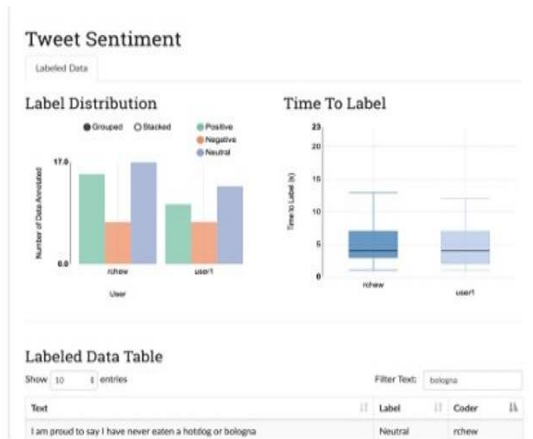 Tweet Sentiment
Labeled Data
Label Distribution
Time To Label
Grouped Stacked Positive
Negative
Neutral
Number of Data Annotated
17.0
0.0
rchew user1
User
Time to Label (s)
23
20
15
10
5
0
rchew user1
Labeled Data Table
Show 10 entries
Filter Text: bologna
Text Label Coder
I am proud to say I have never eaten a hotdog or bologna Neutral rchew